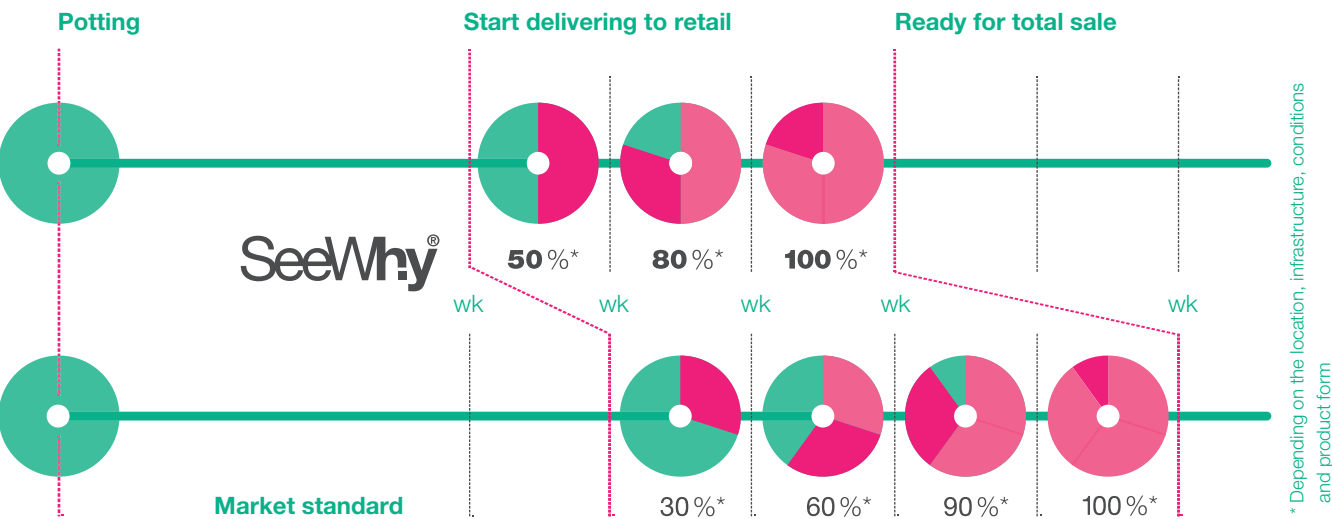 Potting
Start delivering to retail
Ready for total sale
SeeWhy®
50 %*
80 %*
100 %*
wk
wk
wk
wk
wk
30 %*
60 %*
90 %*
100 %*
Market standard
* Depending on the location, infrastructure, conditions
and product form